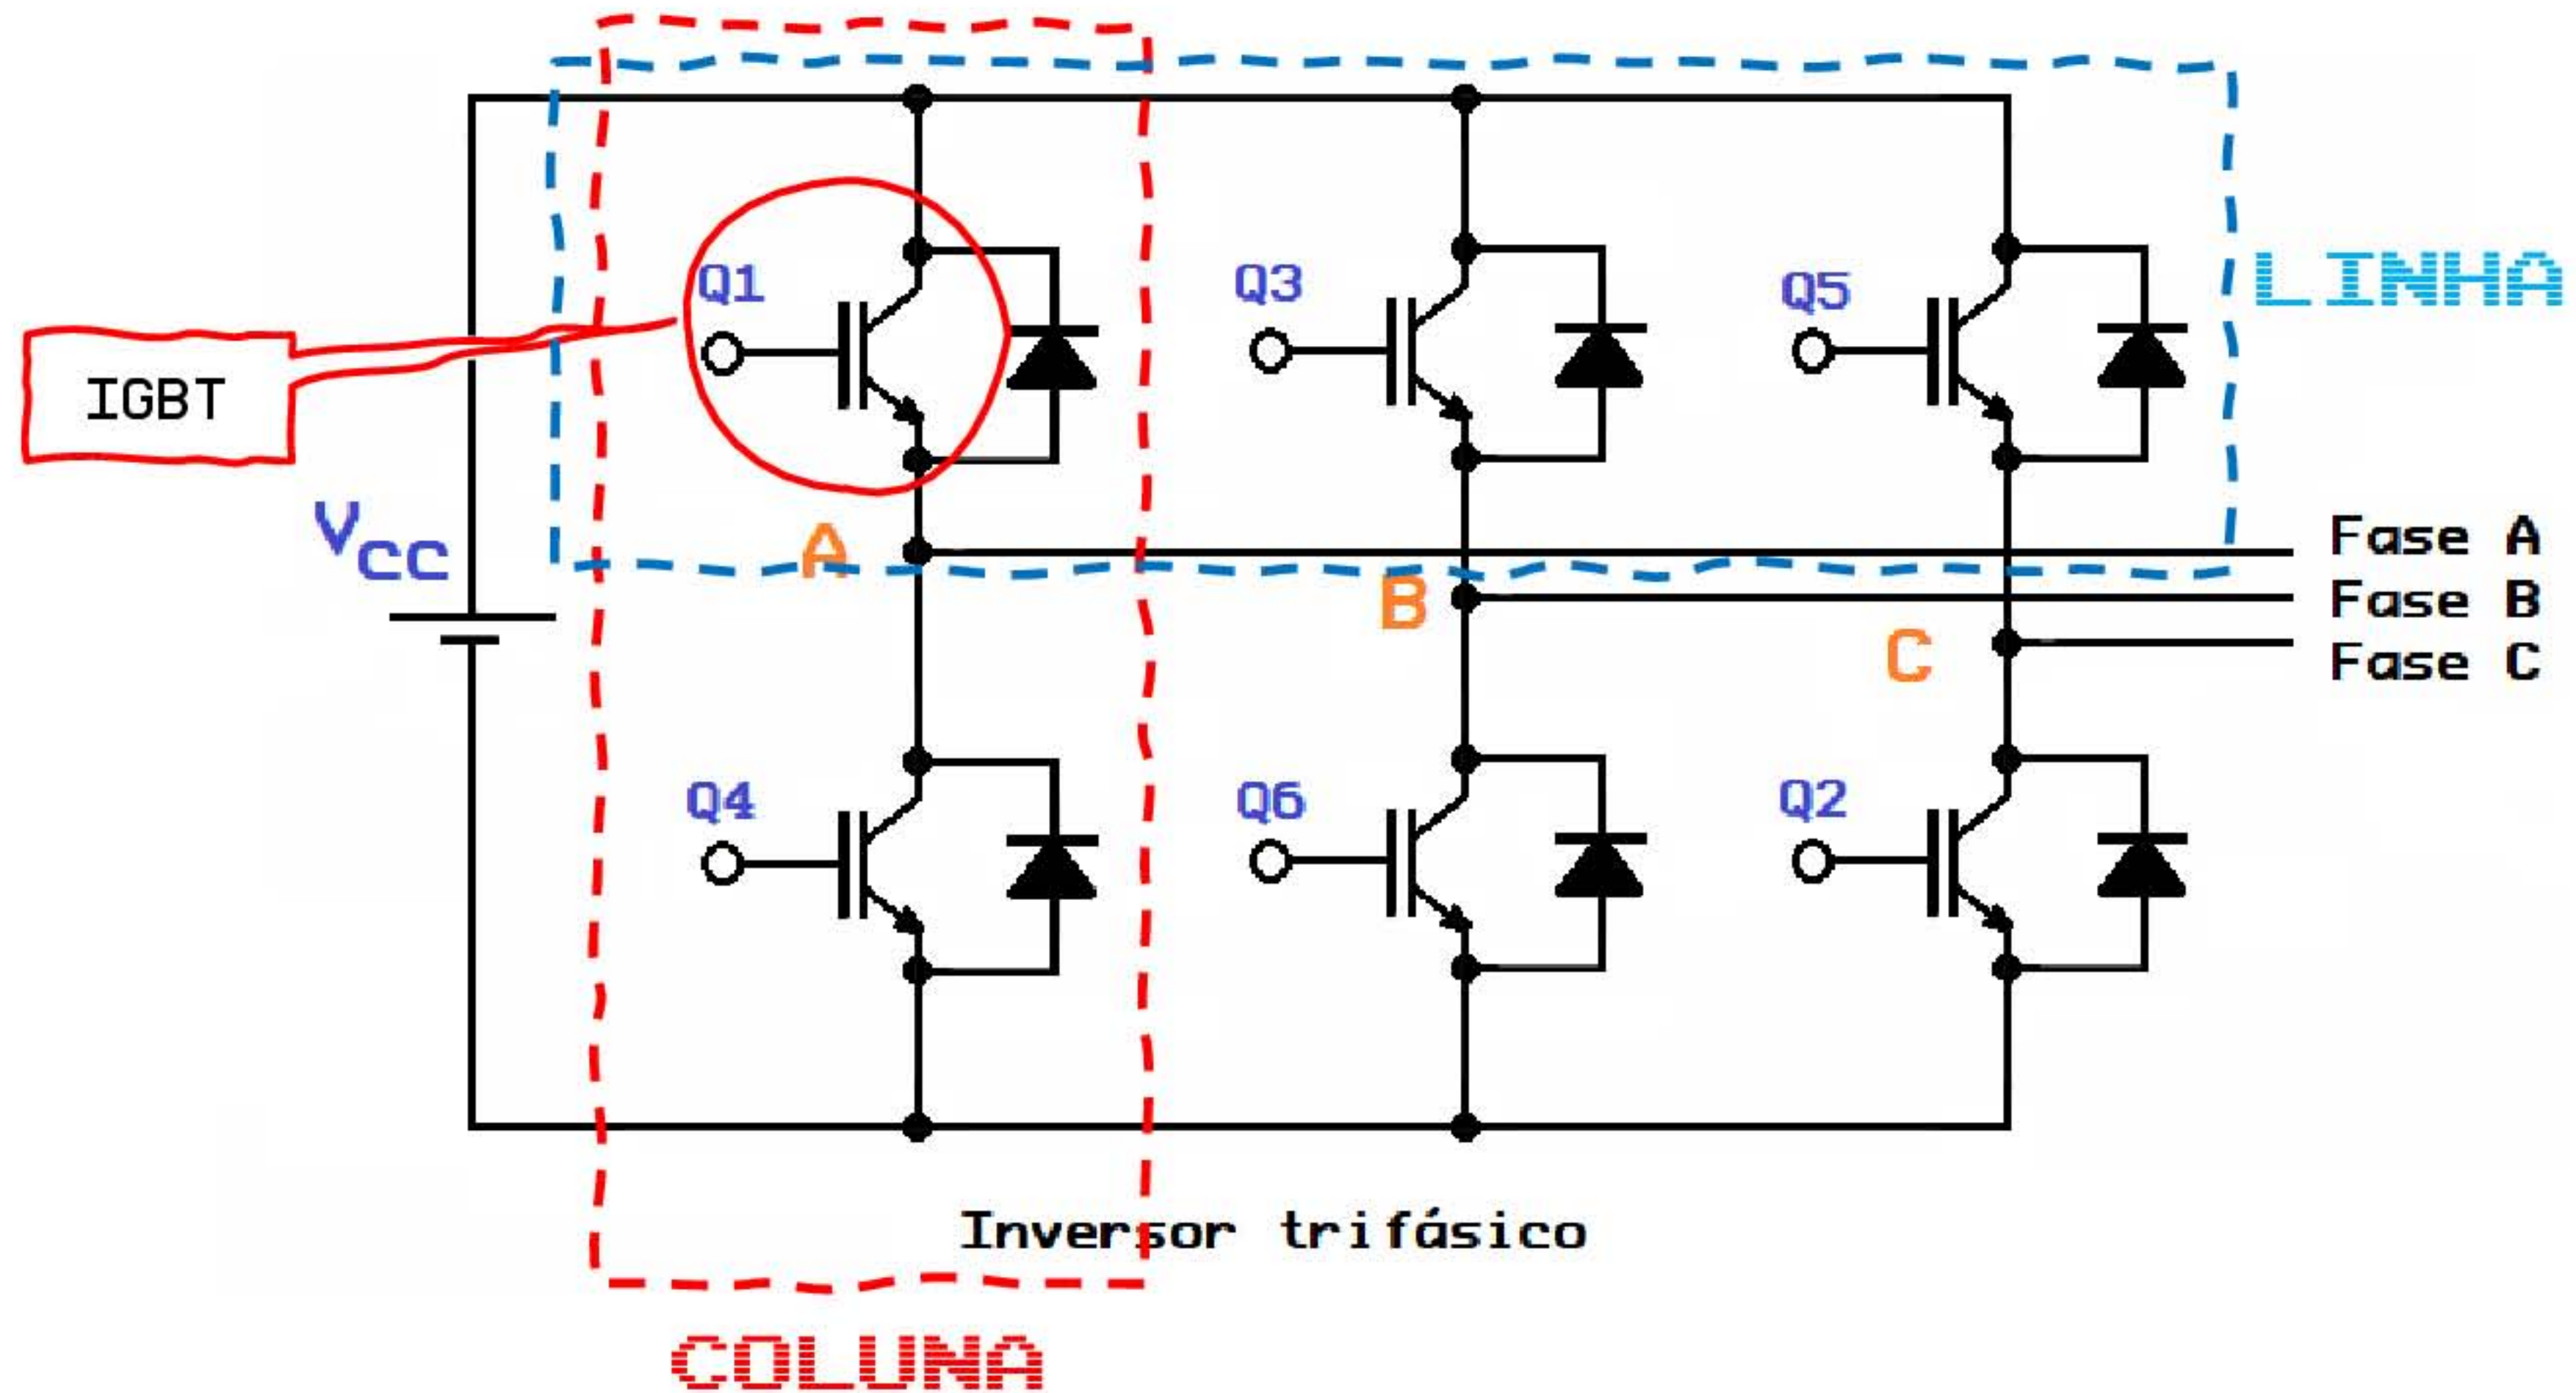 Q1
Q3
Q5
LINHA
IGBT
VCC
A
Fase A
B
Fase B
C
Fase C
Q4
Q6
Q2
Inversor trifásico
COLUNA